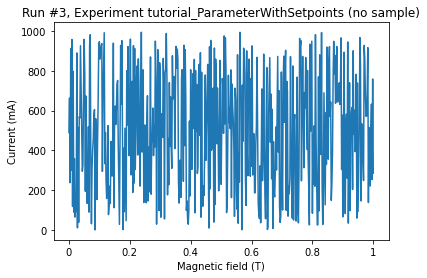 Run #3, Experiment tutorial_ParameterWithSetpoints (no sample)
1000
800
600
400
200
0
Current (mA)
0 0.2 0.4 0.6 0.8 1
Magnetic field (T)